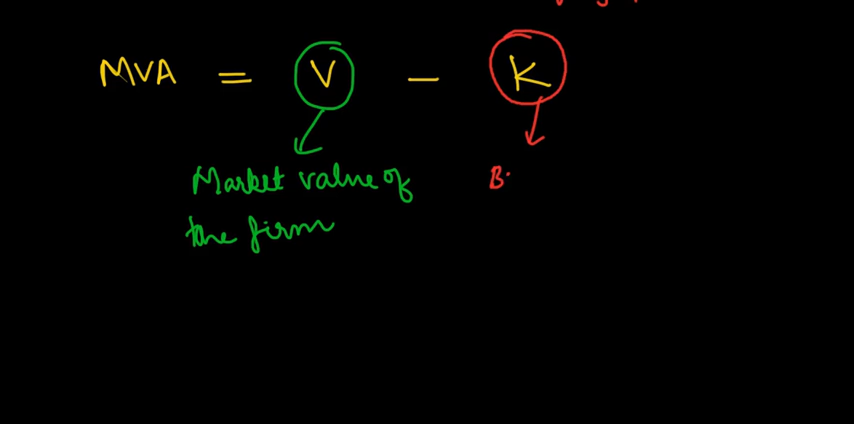 MVA = V - K
Market value of B.
the firm